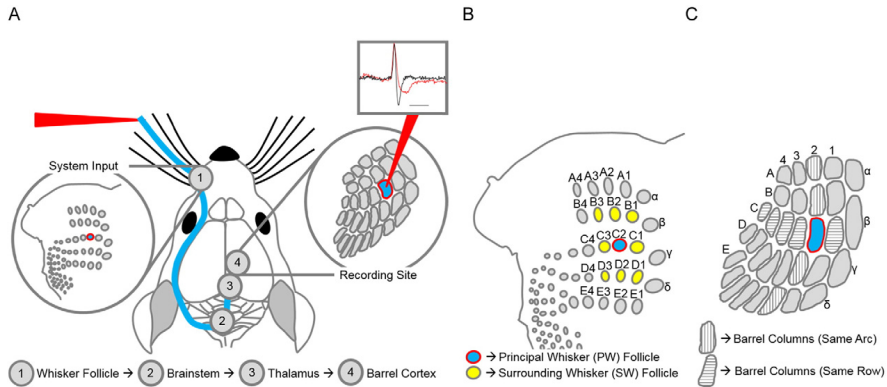 A
B
C
System Input
Recording Site
1
2
3
4
1 Whisker Follicle → 2 Brainstem → 3 Thalamus → 4 Barrel Cortex
A4 A3 A2 A1
α
B4 B3 B2 B1
β
C4 C3 C2 C1
γ
D4 D3 D2 D1
δ
E4 E3 E2 E1
→ Principal Whisker (PW) Follicle
→ Surrounding Whisker (SW) Follicle
4 3 2 1
A
α
B
C
β
D
E
γ
δ
→ Barrel Columns (Same Arc)
→ Barrel Columns (Same Row)